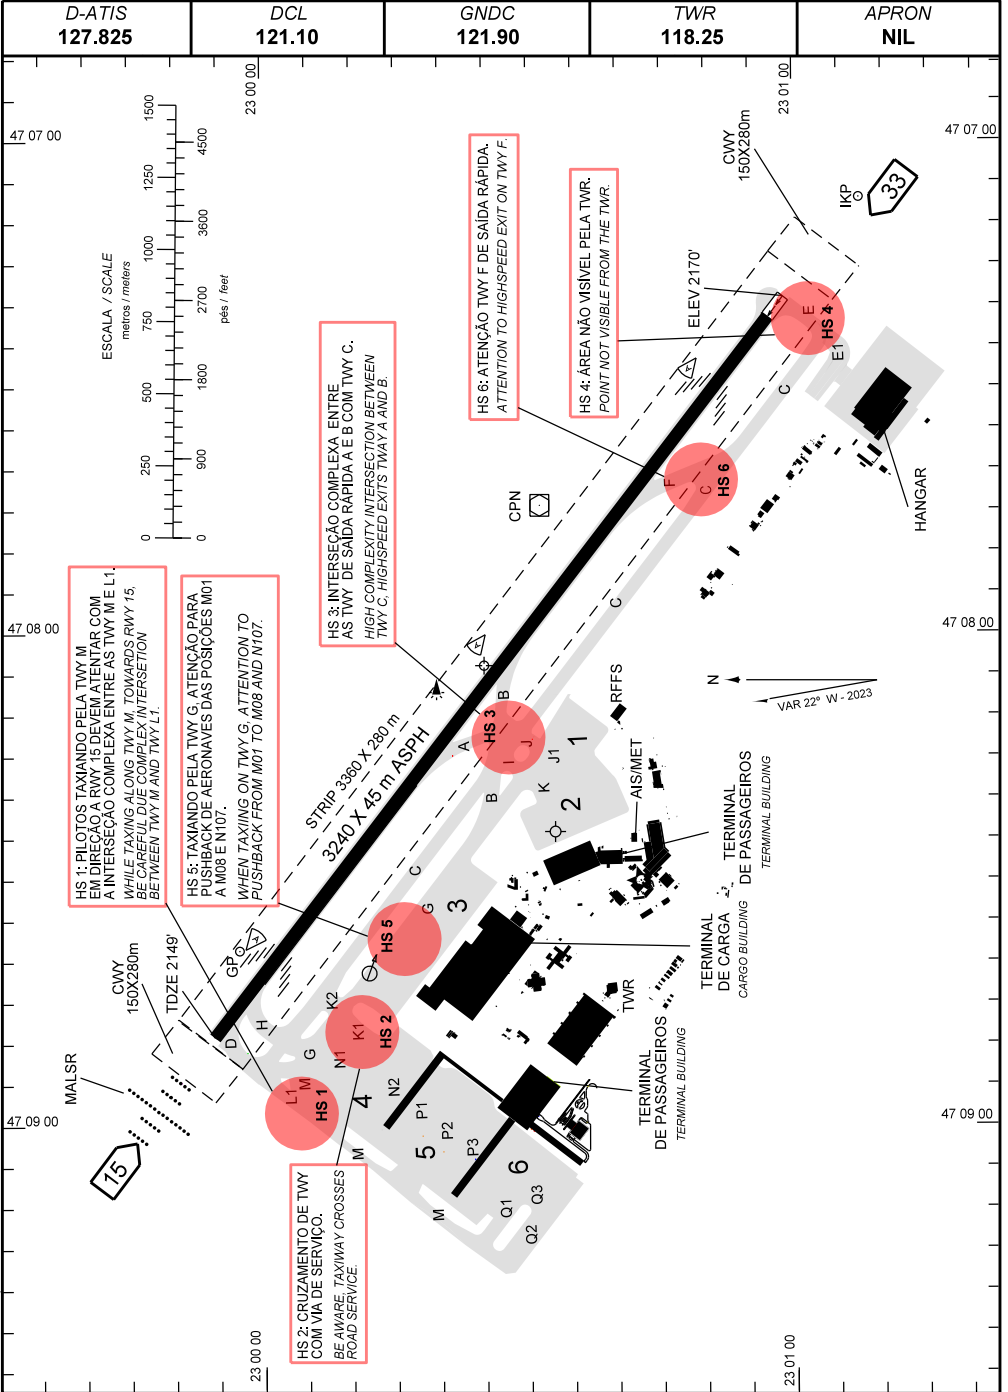 D-ATIS
127.825
DCL
121.10
GNDC
121.90
TWR
118.25
APRON
NIL
23 00 00
23 01 00
47 07 00
47 07 00
ESCALA / SCALE
metros / meters
pés / feet
1500
1250
1000
750
500
250
0
4500
3600
2700
1800
900
0
HS 6: ATENÇÃO TWY F DE SAÍDA RÁPIDA.
ATTENTION TO HIGHSPEED EXIT ON TWY F.
HS 4: ÁREA NÃO VISÍVEL PELA TWR.
POINT NOT VISIBLE FROM THE TWR.
HS 3: INTERSEÇÃO COMPLEXA ENTRE
AS TWY DE SAÍDA RÁPIDA A E B COM TWY C.
HIGH COMPLEXITY INTERSECTION BETWEEN
TWY C, HIGHSPEED EXITS TWAY A AND B.
HS 1: PILOTOS TAXIANDO PELA TWY M
EM DIREÇÃO A RWY 15 DEVEM ATENTAR COM
A INTERSEÇÃO COMPLEXA ENTRE AS TWY M E L1.
WHILE TAXING ALONG TWY M, TOWARDS RWY 15,
BE CAREFUL DUE COMPLEX INTERSETION
BETWEEN TWY M AND TWY L1.
HS 5: TAXIANDO PELA TWY G, ATENÇÃO PARA
PUSHBACK DE AERONAVES DAS POSIÇÕES M01
A M08 E N107.
WHEN TAXIING ON TWY G, ATTENTION TO
PUSHBACK FROM M01 TO M08 AND N107.
CWY
150X280m
IKP
33
ELEV 2170'
E
HS 4
E1
C
HANGAR
F
C
HS 6
CPN
C
47 08 00
47 08 00
N
VAR 22º W - 2023
STRIP 3360 X 280 m
3240 X 45 m ASPH
A
B
HS 3
I
J
J1
B
K
1
2
RFFS
AIS/MET
TERMINAL
DE PASSAGEIROS
TERMINAL BUILDING
TERMINAL
DE CARGA
CARGO BUILDING
C
G
3
HS 5
GP
CWY
150X280m
TDZE 2149'
MALSR
D
H
K2
K1
HS 2
G
N1
L1
M
HS 1
4
N2
P1
P2
P3
5
6
M
M
Q1
Q2
Q3
TWR
TERMINAL
DE PASSAGEIROS
TERMINAL BUILDING
47 09 00
47 09 00
15
HS 2: CRUZAMENTO DE TWY
COM VIA DE SERVIÇO.
BE AWARE, TAXIWAY CROSSES
ROAD SERVICE.
23 00 00
23 01 00